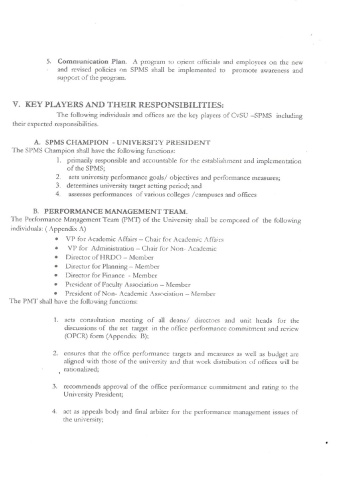 5. Communication Plan. A program to orient officials and employees on the new
and revised policies on SPMS shall be implemented to promote awareness and
support of the program.
V. KEY PLAYERS AND THEIR RESPONSIBILITIES:
The following individuals and offices are the key players of CvSU –SPMS including
their expected responsibilities.
A. SPMS CHAMPION - UNIVERSITY PRESIDENT
The SPMS Champion shall have the following functions:
1. primarily responsible and accountable for the establishment and implementation
of the SPMS;
2. sets university performance goals/ objectives and performance measures;
3. determines university target setting period; and
4. assesses performances of various colleges /campuses and offices
B. PERFORMANCE MANAGEMENT TEAM.
The Performance Management Team (PMT) of the University shall be composed of the following
individuals: ( Appendix A)
• VP for Academic Affairs – Chair for Academic Affairs
• VP for Administration – Chair for Non- Academic
• Director of HRDO – Member
• Director for Planning – Member
• Director for Finance - Member
• President of Faculty Association – Member
• President of Non- Academic Association – Member
The PMT shall have the following functions:
1. sets consultation meeting of all deans/ directors and unit heads for the
discussions of the set target in the office performance commitment and review
(OPCR) form (Appendix B);
2. ensures that the office performance targets and measures as well as budget are
aligned with those of the university and that work distribution of offices will be
rationalized;
3. recommends approval of the office performance commitment and rating to the
University President;
4. act as appeals body and final arbiter for the performance management issues of
the university;